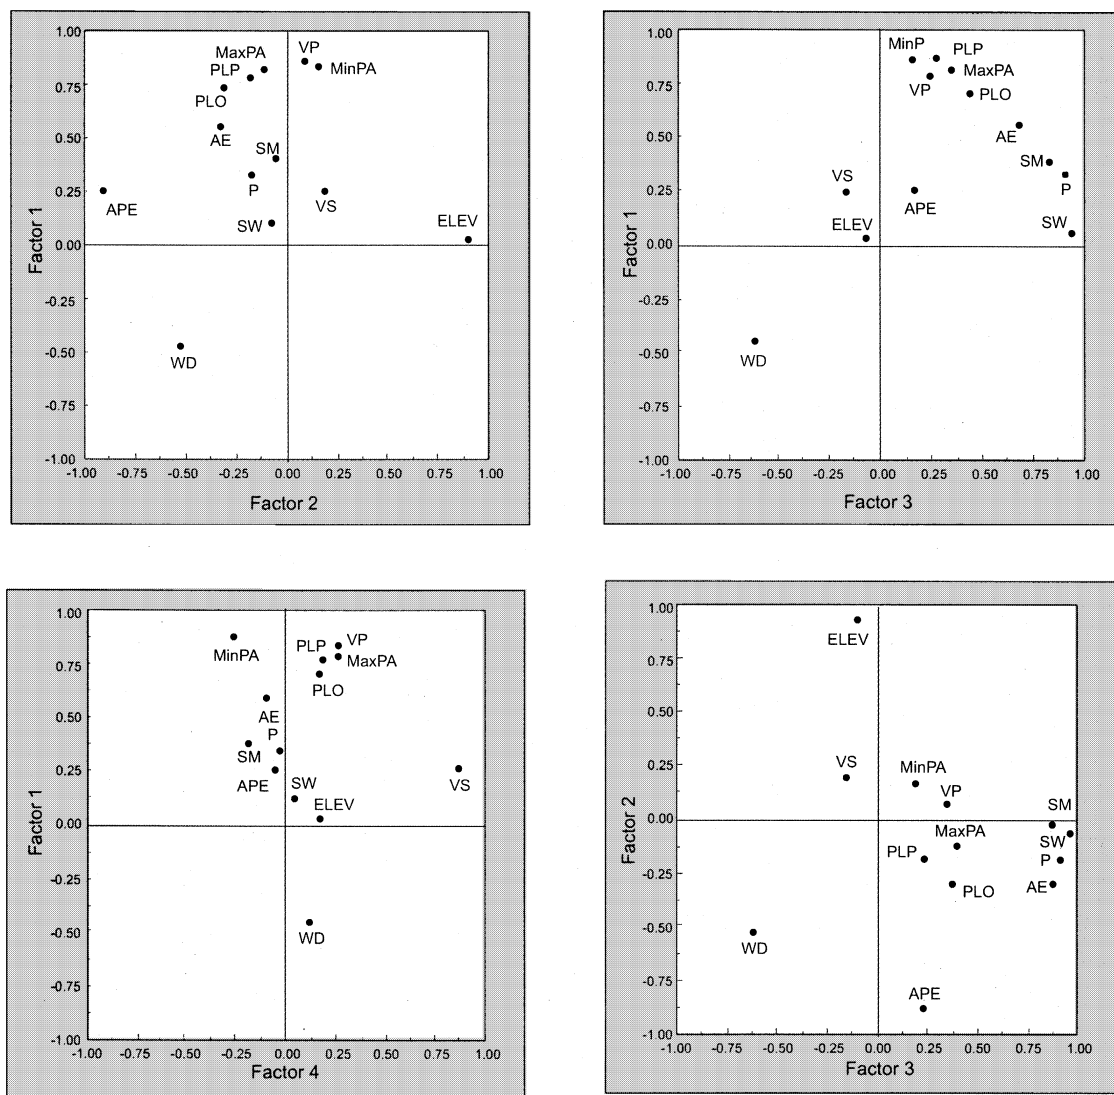 1.00
0.75
0.50
0.25
0.00
-0.25
-0.50
-0.75
-1.00
Factor 1
VP
MaxPA
MinPA
PLP
PLO
AE
SM
P
APE
VS
SW
ELEV
WD
-1.00 -0.75 -0.50 -0.25 0.00 0.25 0.50 0.75 1.00
Factor 2
1.00
0.75
0.50
0.25
0.00
-0.25
-0.50
-0.75
-1.00
Factor 1
MinP
PLP
MaxPA
VP
PLO
AE
SM
VS
P
APE
ELEV
SW
WD
-1.00 -0.75 -0.50 -0.25 0.00 0.25 0.50 0.75 1.00
Factor 3
1.00
0.75
0.50
0.25
0.00
-0.25
-0.50
-0.75
-1.00
Factor 1
VP
PLP
MinPA
MaxPA
PLO
AE
P
SM
APE
SW
VS
ELEV
WD
-1.00 -0.75 -0.50 -0.25 0.00 0.25 0.50 0.75 1.00
Factor 4
1.00
0.75
0.50
0.25
0.00
-0.25
-0.50
-0.75
-1.00
Factor 2
ELEV
VS
MinPA
VP
SM
MaxPA
SW
PLP
P
PLO
AE
WD
APE
-1.00 -0.75 -0.50 -0.25 0.00 0.25 0.50 0.75 1.00
Factor 3